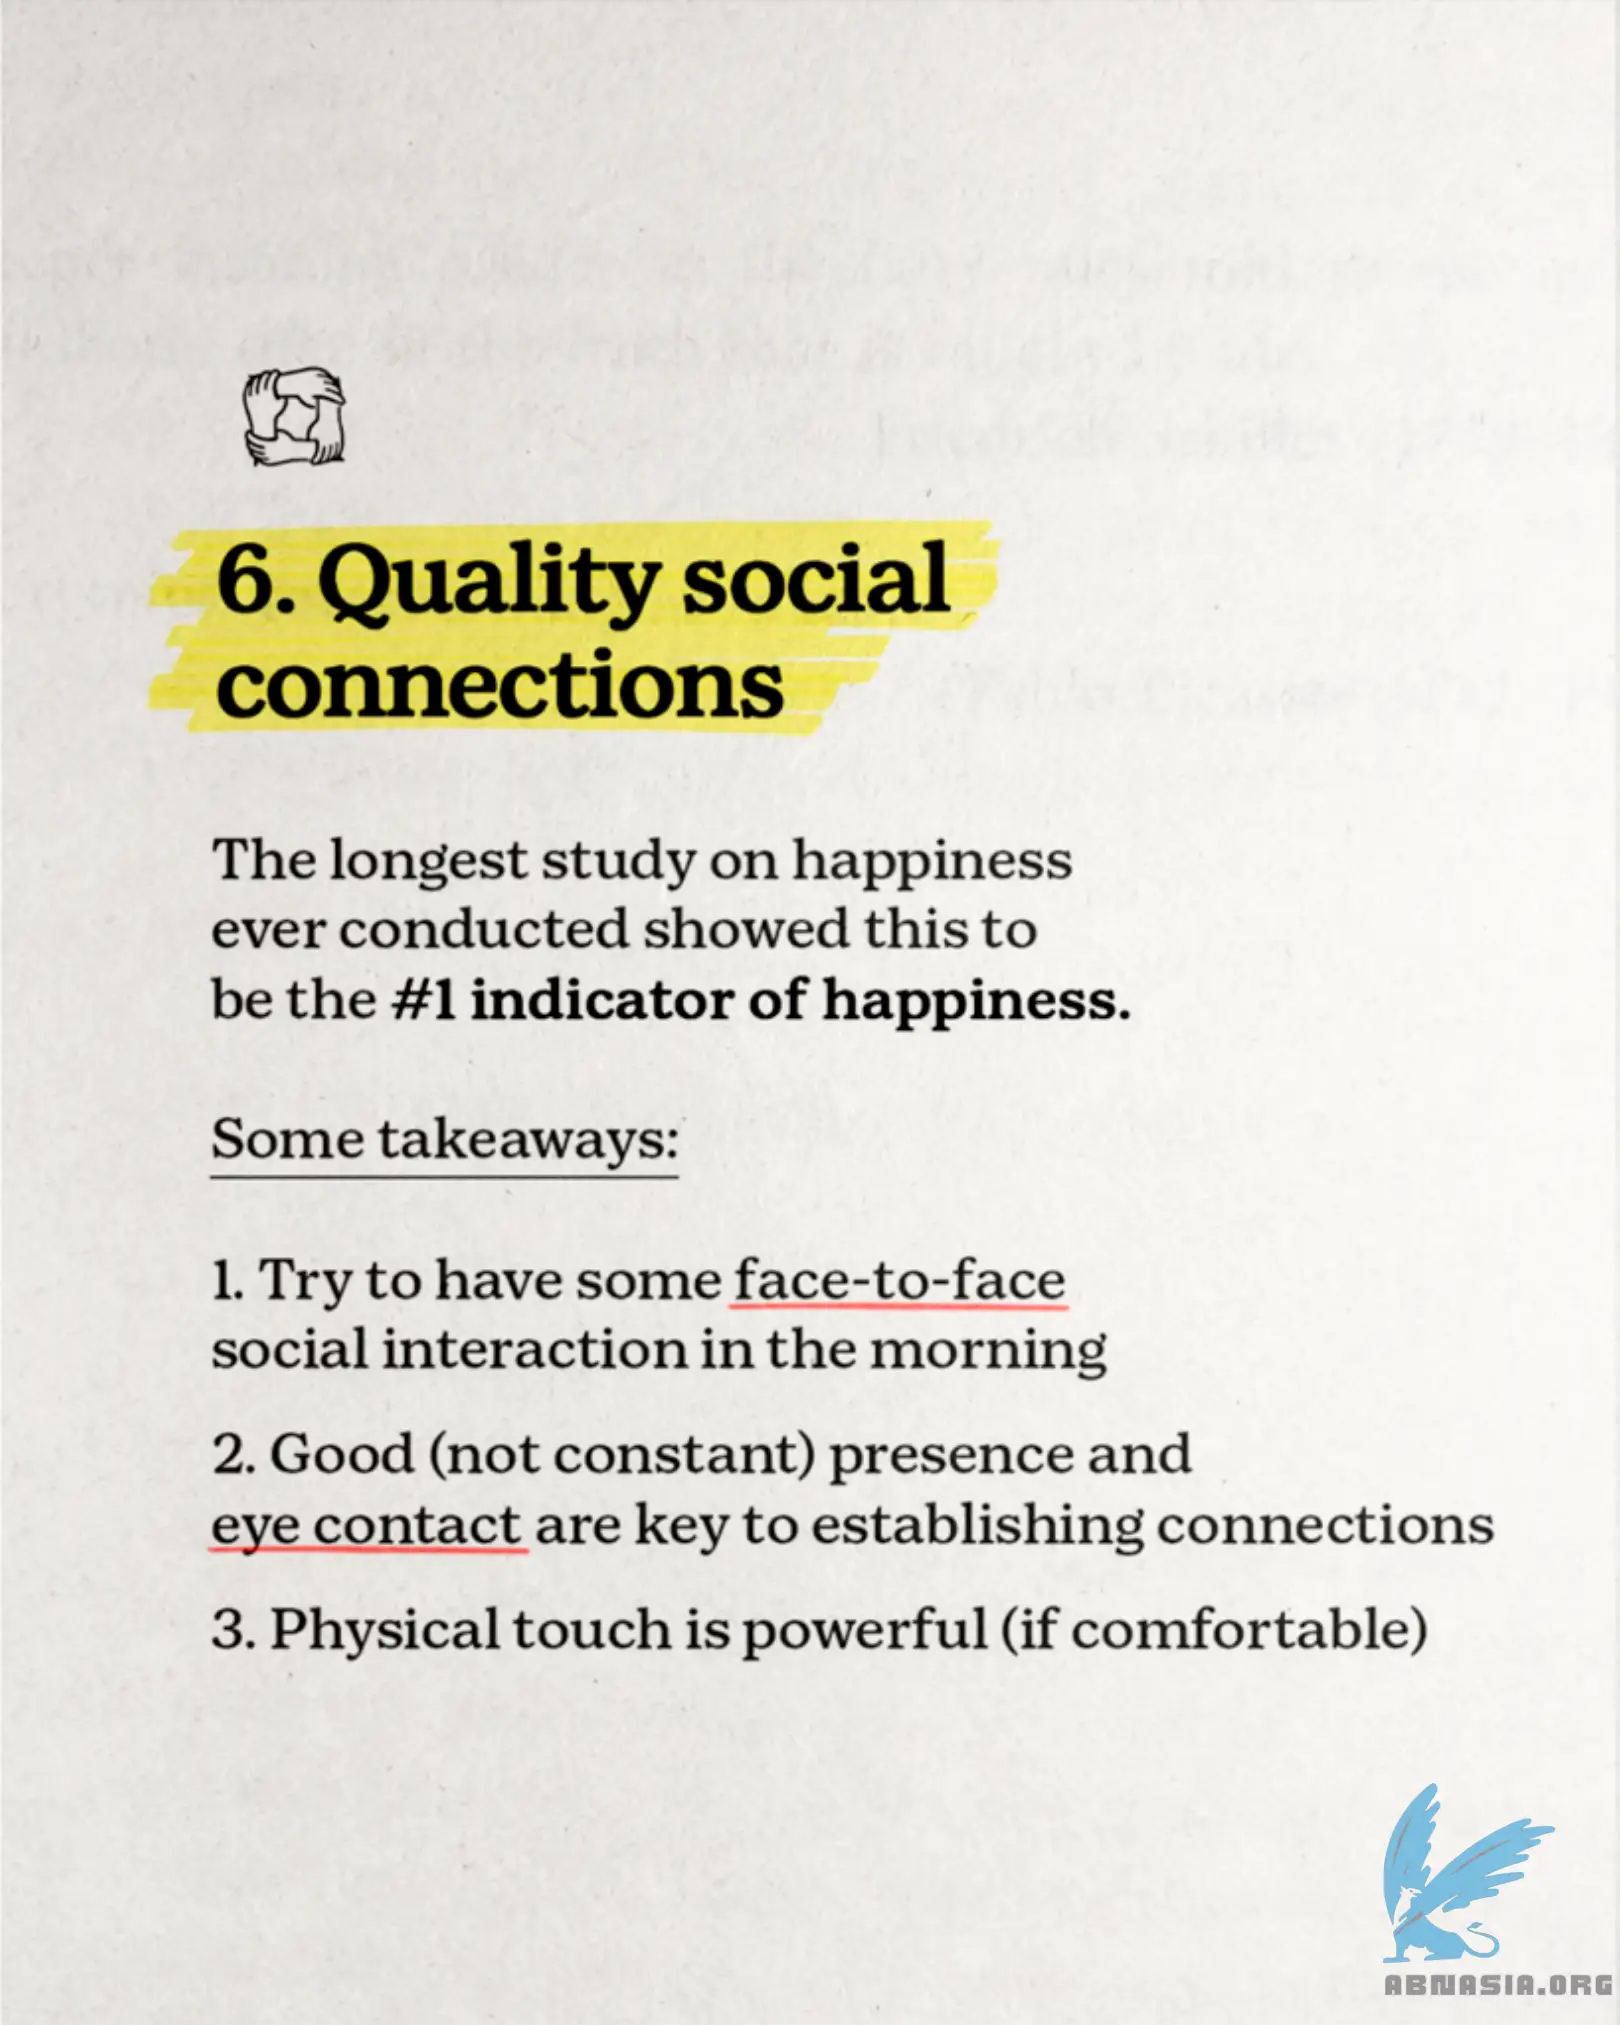 6. Quality social
connections
The longest study on happiness
ever conducted showed this to
be the #1 indicator of happiness.
Some takeaways:
1. Try to have some face-to-face
social interaction in the morning
2. Good (not constant) presence and
eye contact are key to establishing connections
3. Physical touch is powerful (if comfortable)
ABNASIA.ORG